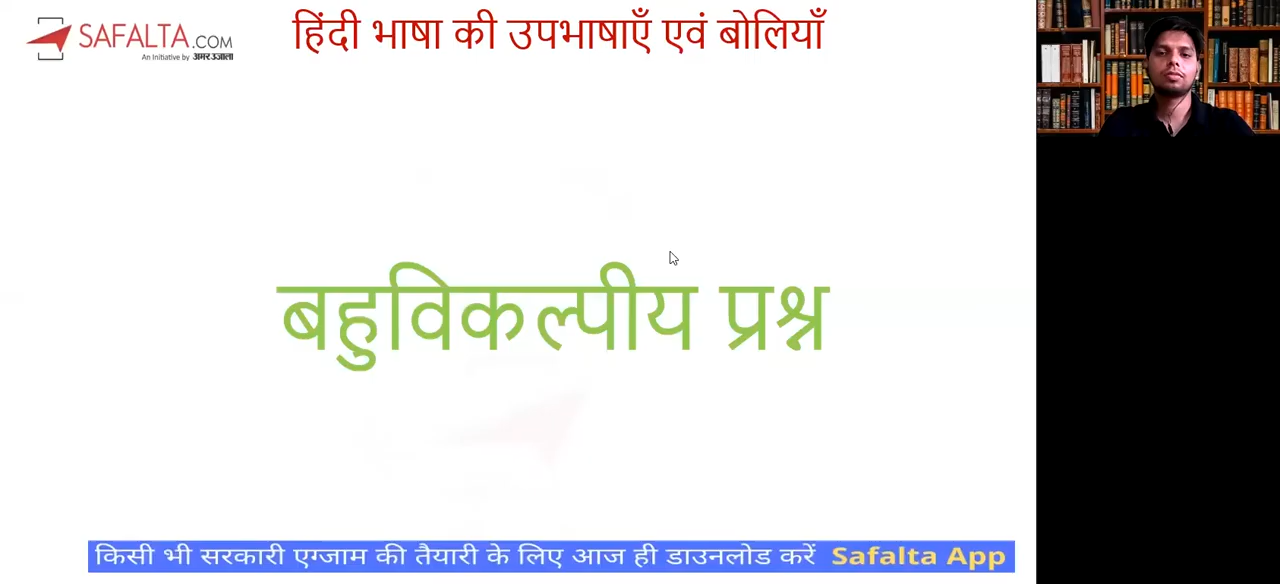 SAFALTA.COM
An Initiative by अमर उजाला
हिंदी भाषा की उपभाषाएँ एवं बोलियाँ
बहुविकल्पीय प्रश्न
किसी भी सरकारी एग्जाम की तैयारी के लिए आज ही डाउनलोड करें Safalta App